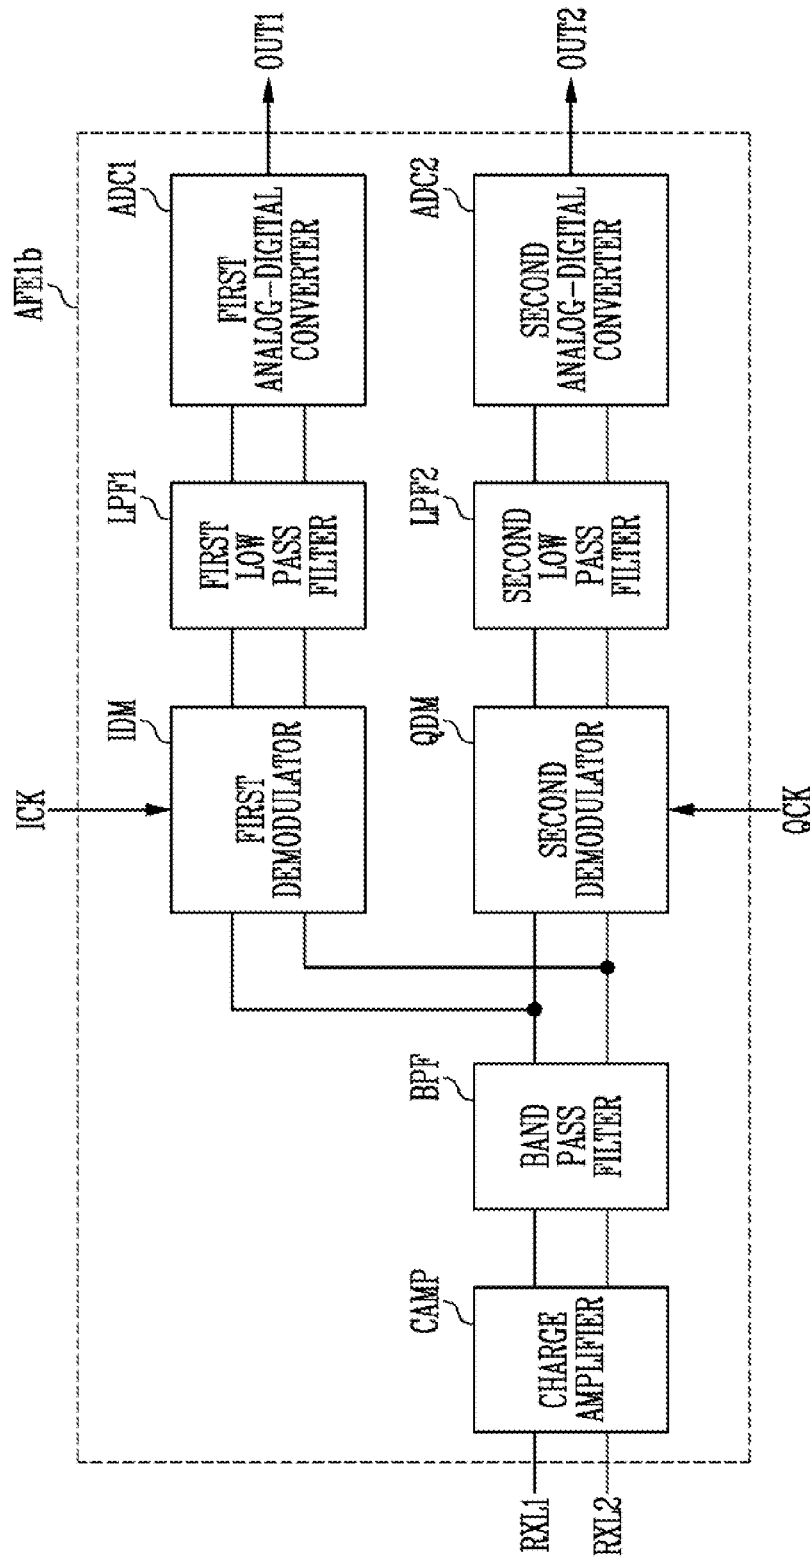 AFE1b
ICK
IDM
FIRST
DEMODULATOR
LPF1
FIRST
LOW
PASS
FILTER
ADC1
FIRST
ANALOG-DIGITAL
CONVERTER
OUT1
RXL1
RXL2
CAMP
CHARGE
AMPLIFIER
BPF
BAND
PASS
FILTER
QDM
SECOND
DEMODULATOR
QCK
LPF2
SECOND
LOW
PASS
FILTER
ADC2
SECOND
ANALOG-DIGITAL
CONVERTER
OUT2